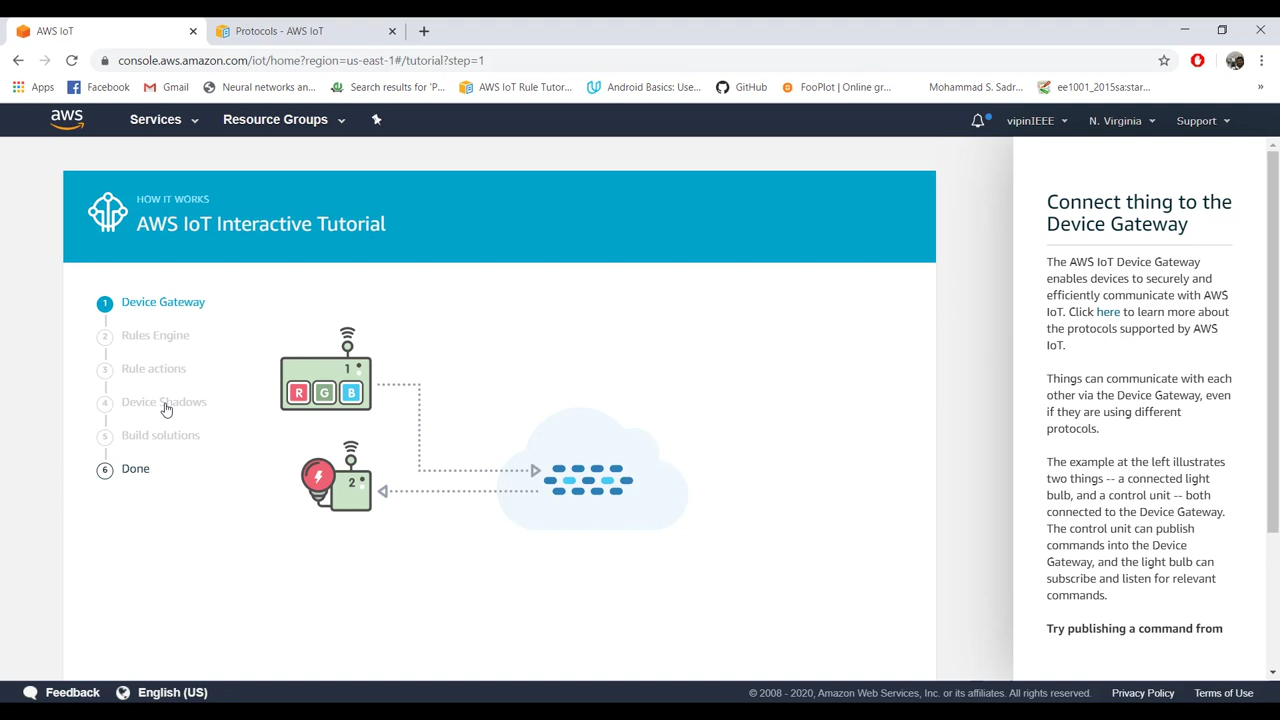 AWS IoT
Protocols - AWS IoT
console.aws.amazon.com/iot/home?region=us-east-1#/tutorial?step=1
Apps
Facebook
Gmail
Neural networks an...
Search results for 'P...
AWS IoT Rule Tutor...
Android Basics: Use...
GitHub
FooPlot | Online gr...
Mohammad S. Sadr...
ee1001_2015sa:star...
»
aws
Services
Resource Groups
vipinIEEE
N. Virginia
Support
HOW IT WORKS
AWS IoT Interactive Tutorial
1 Device Gateway
2 Rules Engine
3 Rule actions
4 Device Shadows
5 Build solutions
6 Done
1
R G B
2
Connect thing to the
Device Gateway
The AWS IoT Device Gateway
enables devices to securely and
efficiently communicate with AWS
IoT. Click here to learn more about
the protocols supported by AWS
IoT.
Things can communicate with each
other via the Device Gateway, even
if they are using different
protocols.
The example at the left illustrates
two things -- a connected light
bulb, and a control unit -- both
connected to the Device Gateway.
The control unit can publish
commands into the Device
Gateway, and the light bulb can
subscribe and listen for relevant
commands.
Try publishing a command from
Feedback
English (US)
© 2008 - 2020, Amazon Web Services, Inc. or its affiliates. All rights reserved.
Privacy Policy
Terms of Use